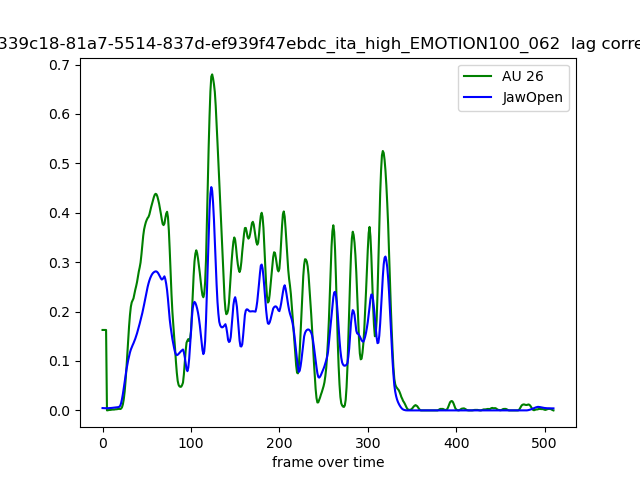 339c18-81a7-5514-837d-ef939f47ebdc_ita_high_EMOTION100_062 lag corre
AU 26
JawOpen
0.7
0.6
0.5
0.4
0.3
0.2
0.1
0.0
0 100 200 300 400 500
frame over time